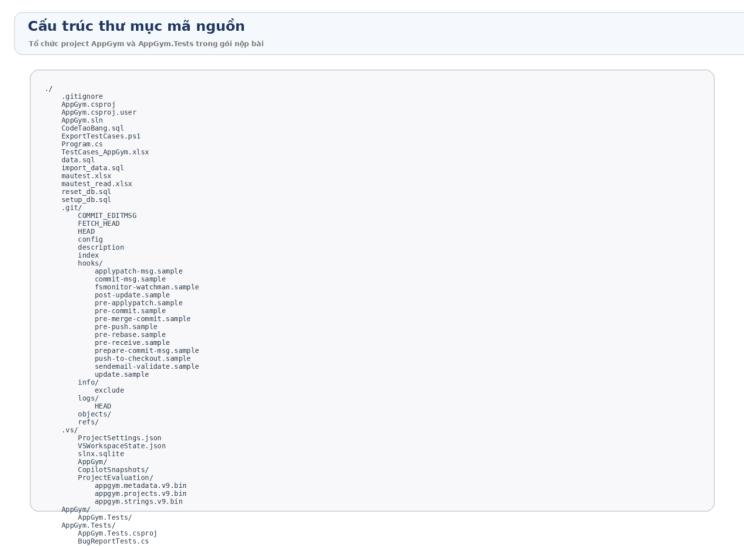 Cấu trúc thư mục mã nguồn
Tổ chức project AppGym và AppGym.Tests trong gói nộp bài
./
.gitignore
AppGym.csproj
AppGym.csproj.user
AppGym.sln
CodeTaoBang.sql
ExportTestCases.ps1
Program.cs
TestCases_AppGym.xlsx
data.sql
import_data.sql
mautest.xlsx
mautest_read.xlsx
reset_db.sql
setup_db.sql
.git/
COMMIT_EDITMSG
FETCH_HEAD
HEAD
config
description
index
hooks/
applypatch-msg.sample
commit-msg.sample
fsmonitor-watchman.sample
post-update.sample
pre-applypatch.sample
pre-commit.sample
pre-merge-commit.sample
pre-push.sample
pre-rebase.sample
pre-receive.sample
prepare-commit-msg.sample
push-to-checkout.sample
sendemail-validate.sample
update.sample
info/
exclude
logs/
HEAD
objects/
refs/
.vs/
ProjectSettings.json
VSWorkspaceState.json
slnx.sqlite
AppGym/
CopilotSnapshots/
ProjectEvaluation/
appgym.metadata.v9.bin
appgym.projects.v9.bin
appgym.strings.v9.bin
AppGym/
AppGym.Tests/
AppGym.Tests/
AppGym.Tests.csproj
BugReportTests.cs